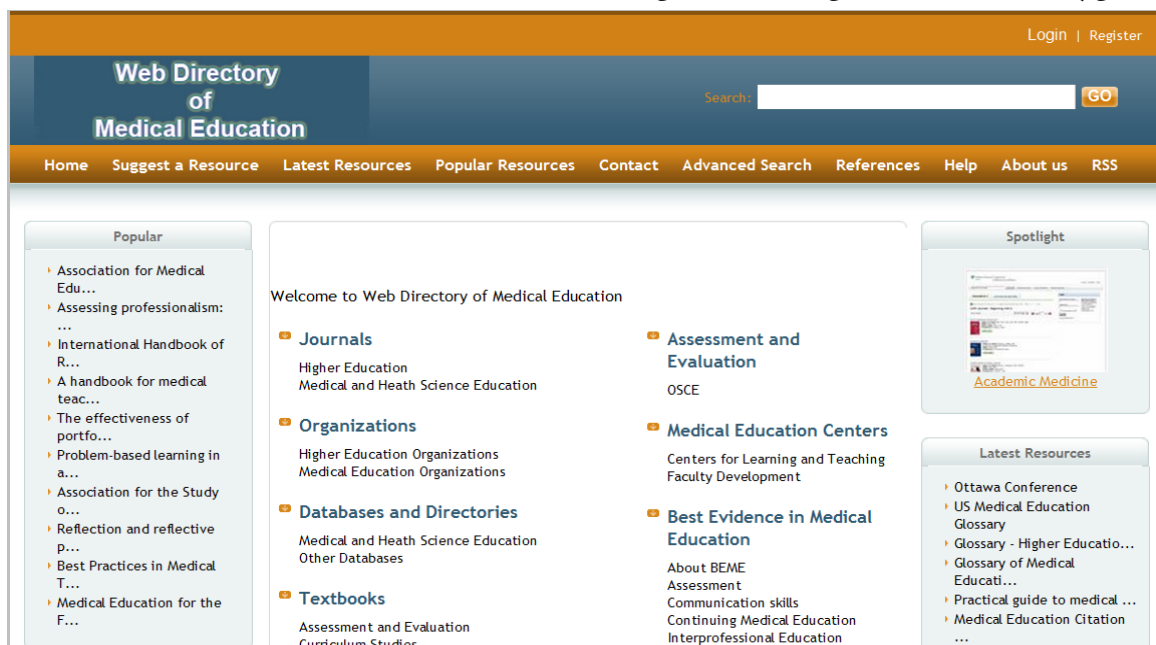 Login | Register
Web Directory
of
Medical Education
Search:
GO
Home Suggest a Resource Latest Resources Popular Resources Contact Advanced Search References Help About us RSS
Popular
Association for Medical
Edu...
Assessing professionalism:
...
International Handbook of
R...
A handbook for medical
teac...
The effectiveness of
portfo...
Problem-based learning in
a...
Association for the Study
o...
Reflection and reflective
p...
Best Practices in Medical
T...
Medical Education for the
F...
Welcome to Web Directory of Medical Education
Journals
Higher Education
Medical and Heath Science Education
Organizations
Higher Education Organizations
Medical Education Organizations
Databases and Directories
Medical and Heath Science Education
Other Databases
Textbooks
Assessment and Evaluation
Curriculum Studies
Assessment and
Evaluation
OSCE
Medical Education Centers
Centers for Learning and Teaching
Faculty Development
Best Evidence in Medical
Education
About BEME
Assessment
Communication skills
Continuing Medical Education
Interprofessional Education
Spotlight
Academic Medicine
Latest Resources
Ottawa Conference
US Medical Education
Glossary
Glossary - Higher Educatio...
Glossary of Medical
Educati...
Practical guide to medical ...
Medical Education Citation
...